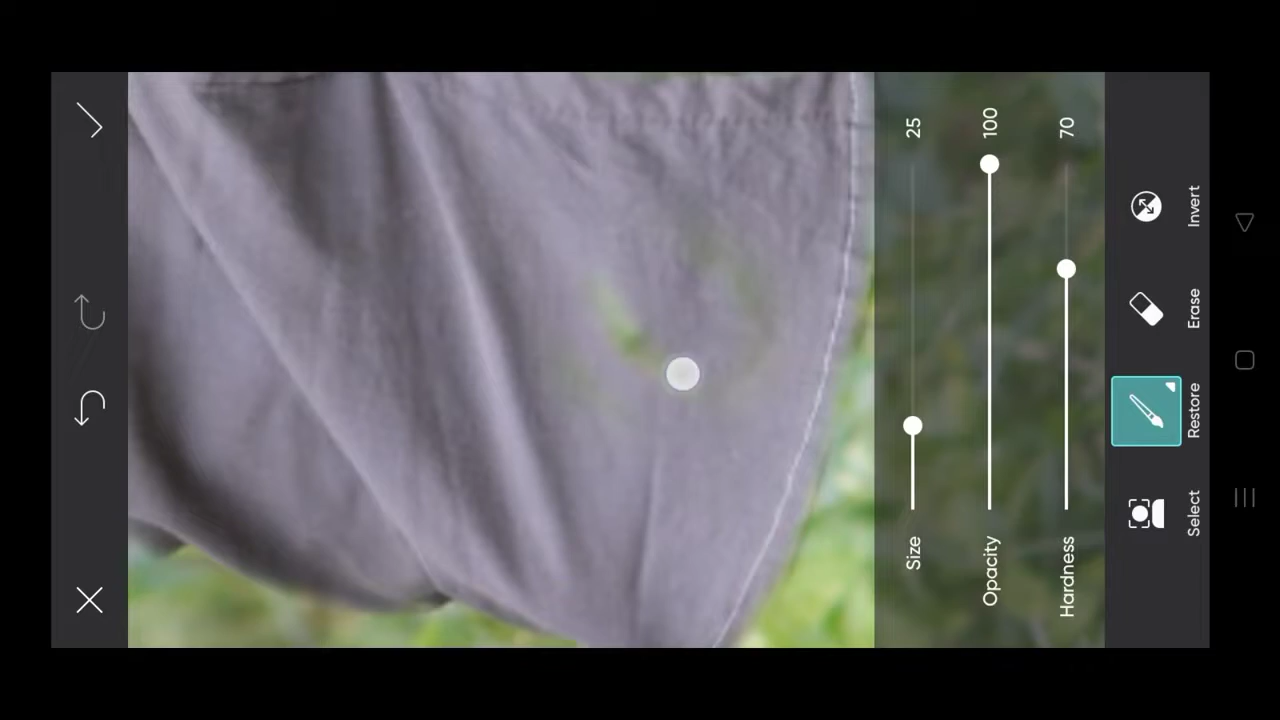 Size 25
Opacity 100
Hardness 70
Select
Restore
Erase
Invert